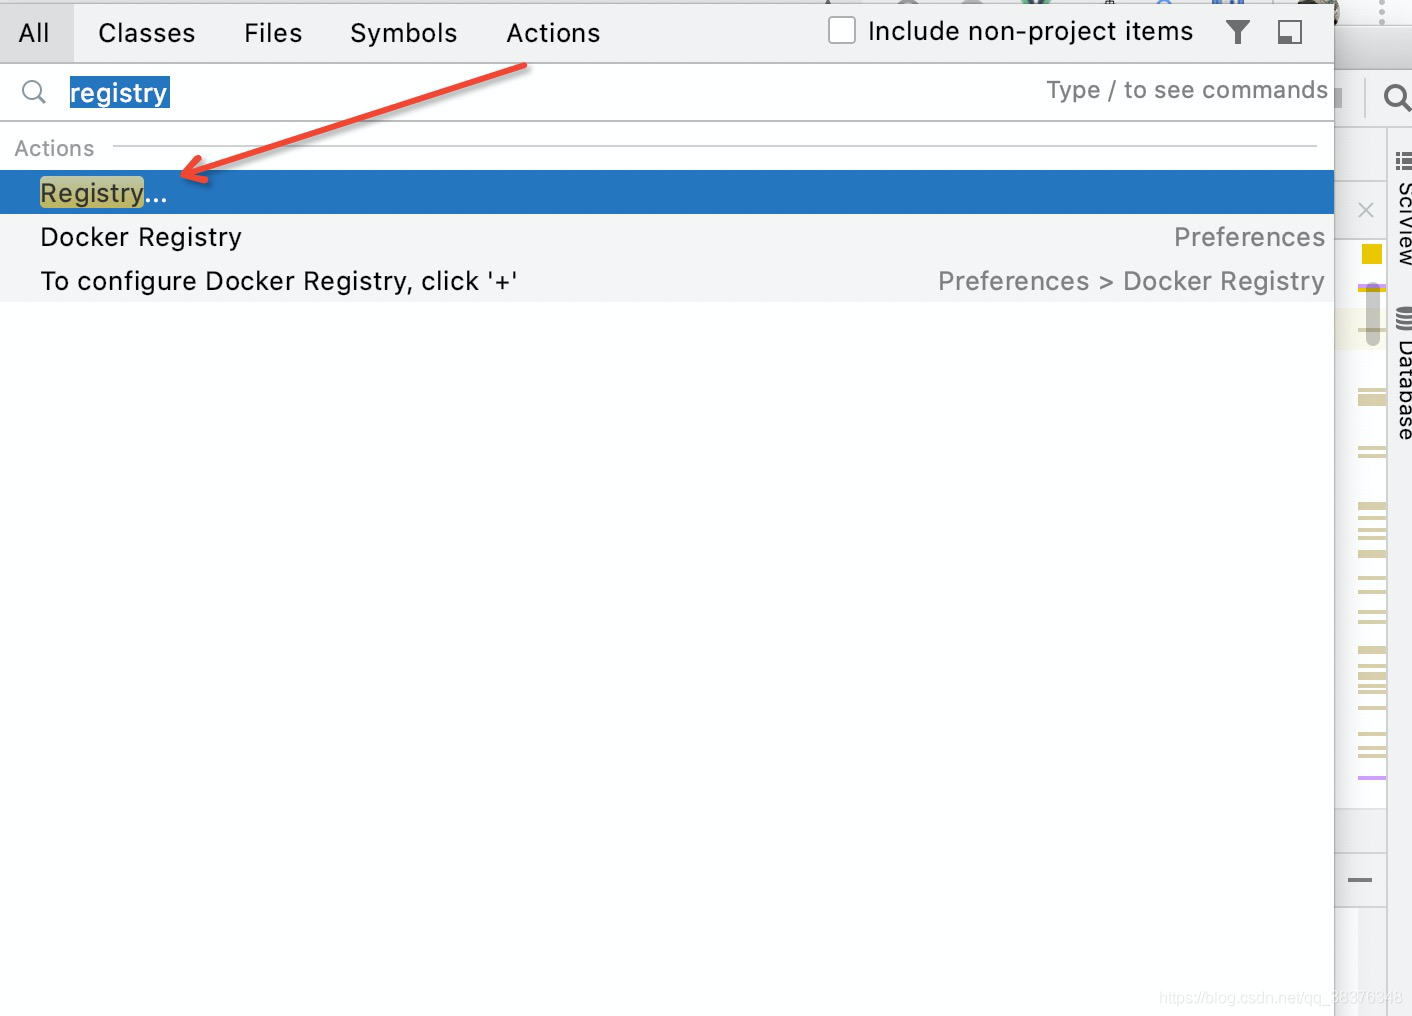 All Classes Files Symbols Actions Include non-project items
registry Type / to see commands
Actions
Registry...
Docker Registry Preferences
To configure Docker Registry, click '+' Preferences > Docker Registry
SciView
Database
https://blog.csdn.net/qq_38376348